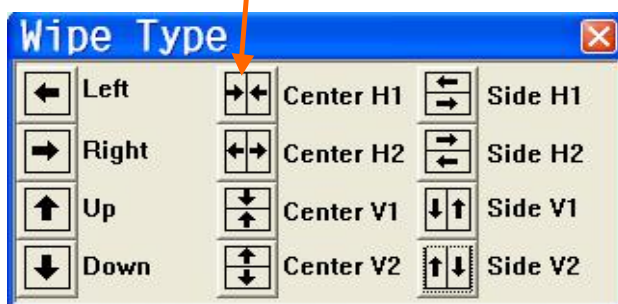 Wipe Type
Left Center H1 Side H1
Right Center H2 Side H2
Up Center V1 Side V1
Down Center V2 Side V2